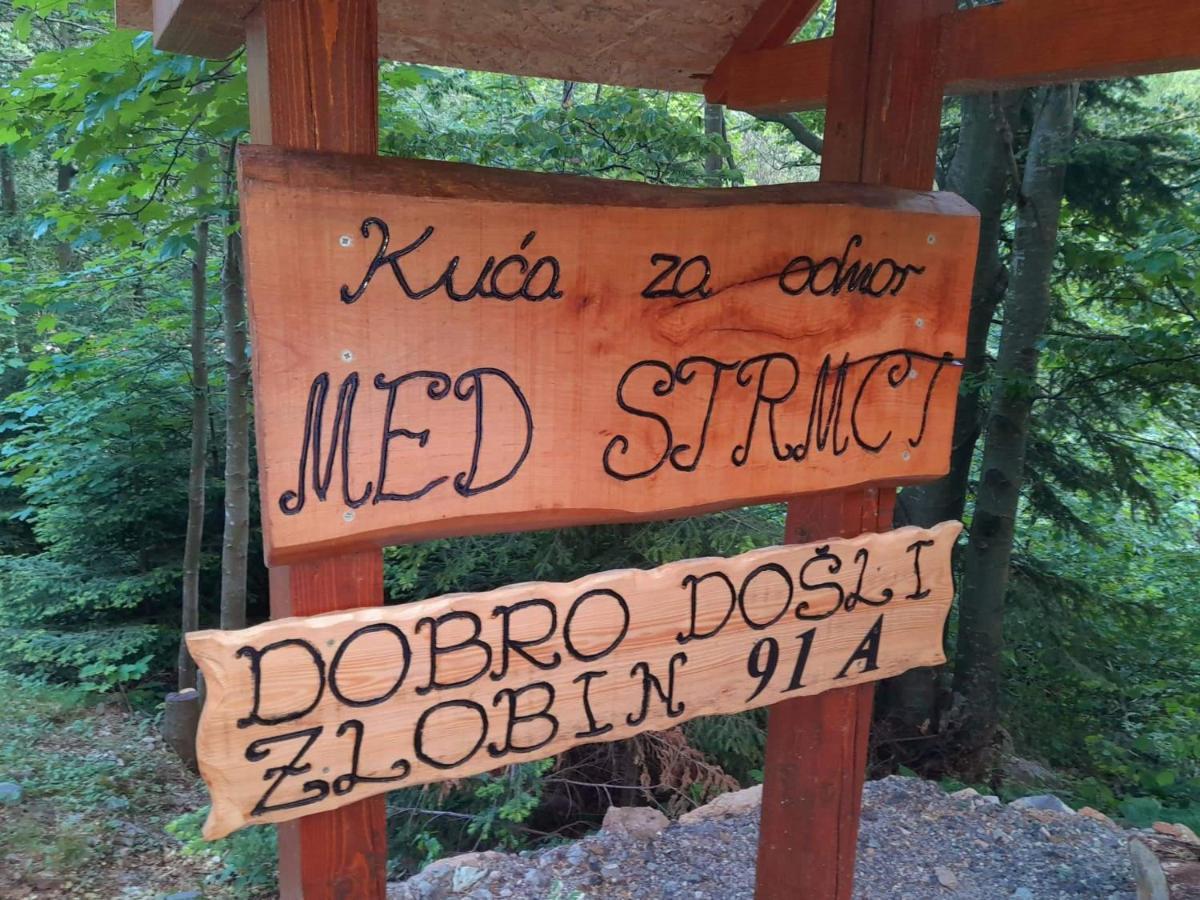 Kuća za odmor
MED STRMCI
DOBRO DOŠLI
ZLOBIN 91 A